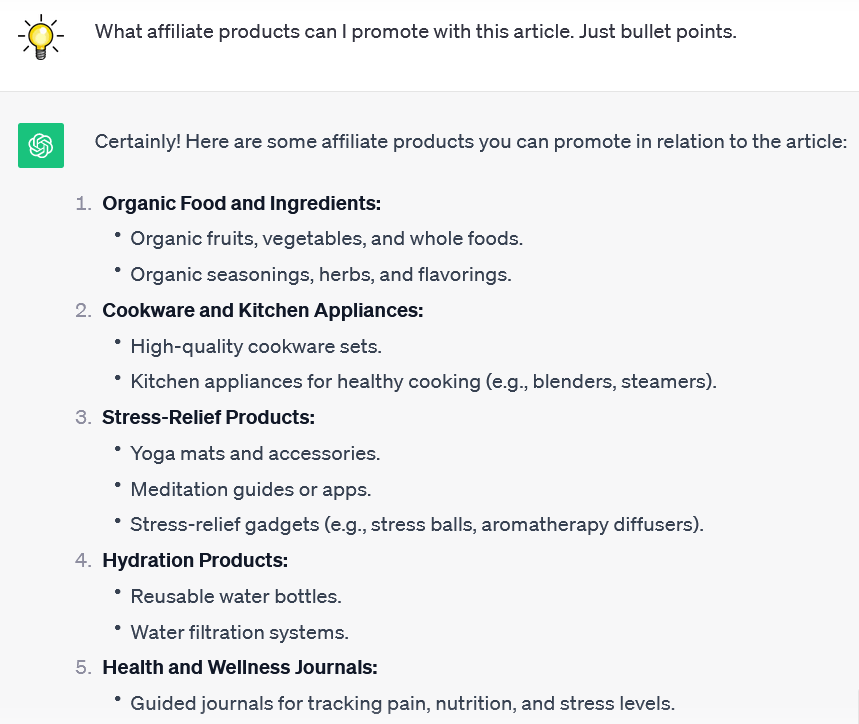 What affiliate products can I promote with this article. Just bullet points.
Certainly! Here are some affiliate products you can promote in relation to the article:
1. Organic Food and Ingredients:
• Organic fruits, vegetables, and whole foods.
• Organic seasonings, herbs, and flavorings.
2. Cookware and Kitchen Appliances:
• High-quality cookware sets.
• Kitchen appliances for healthy cooking (e.g., blenders, steamers).
3. Stress-Relief Products:
• Yoga mats and accessories.
• Meditation guides or apps.
• Stress-relief gadgets (e.g., stress balls, aromatherapy diffusers).
4. Hydration Products:
• Reusable water bottles.
• Water filtration systems.
5. Health and Wellness Journals:
• Guided journals for tracking pain, nutrition, and stress levels.